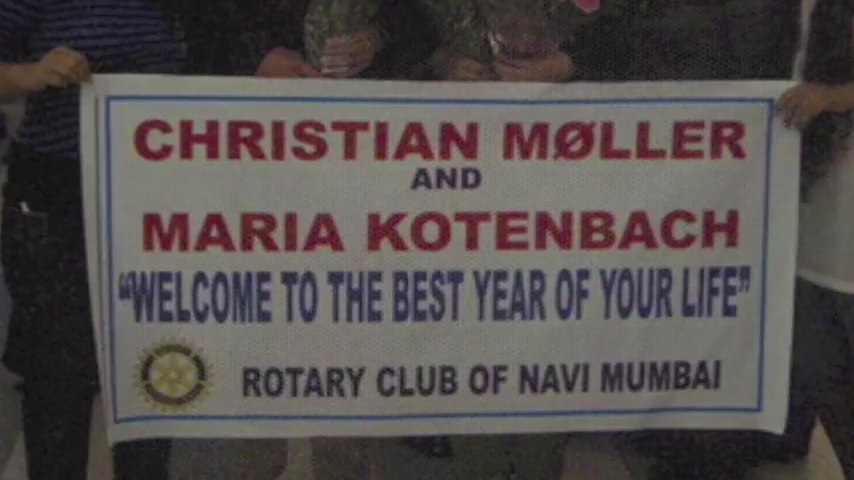 CHRISTIAN MØLLER
AND
MARIA KOTENBACH
"WELCOME TO THE BEST YEAR OF YOUR LIFE"
ROTARY CLUB OF NAVI MUMBAI